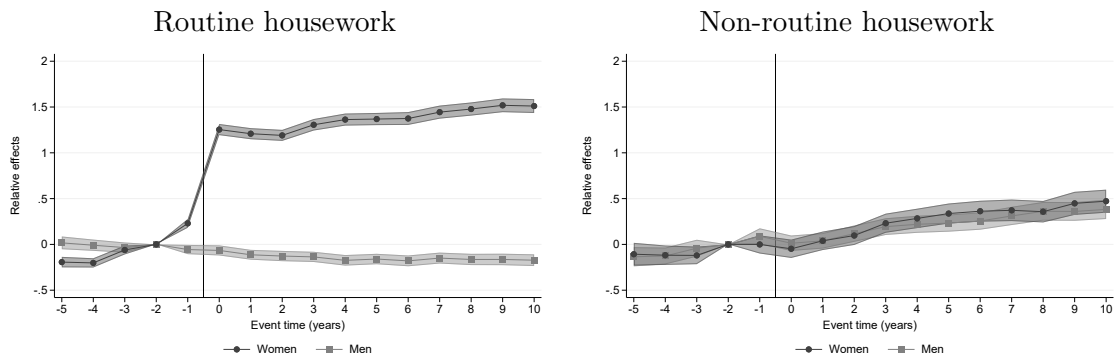 Routine housework
2
1.5
1
.5
0
-.5
Relative effects
-5 -4 -3 -2 -1 0 1 2 3 4 5 6 7 8 9 10
Event time (years)
Women Men
Non-routine housework
2
1.5
1
.5
0
-.5
Relative effects
-5 -4 -3 -2 -1 0 1 2 3 4 5 6 7 8 9 10
Event time (years)
Women Men